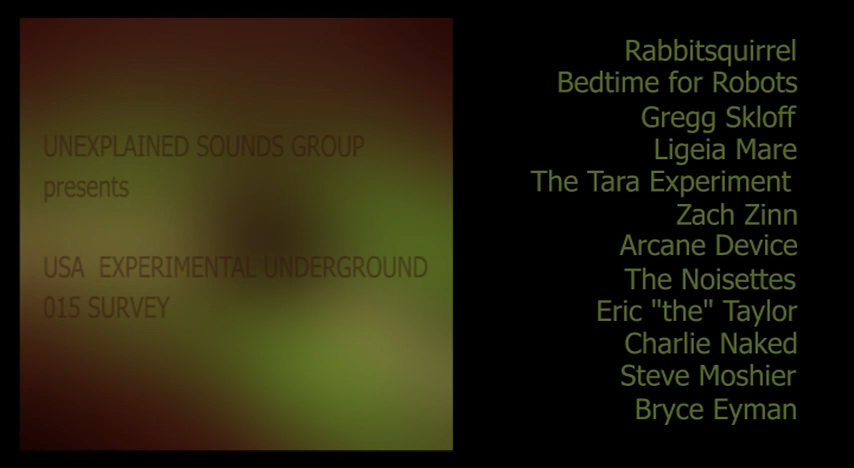 UNEXPLAINED SOUNDS GROUP
presents
USA EXPERIMENTAL UNDERGROUND
015 SURVEY
Rabbitsquirrel
Bedtime for Robots
Gregg Skloff
Ligeia Mare
The Tara Experiment
Zach Zinn
Arcane Device
The Noisettes
Eric "the" Taylor
Charlie Naked
Steve Moshier
Bryce Eyman